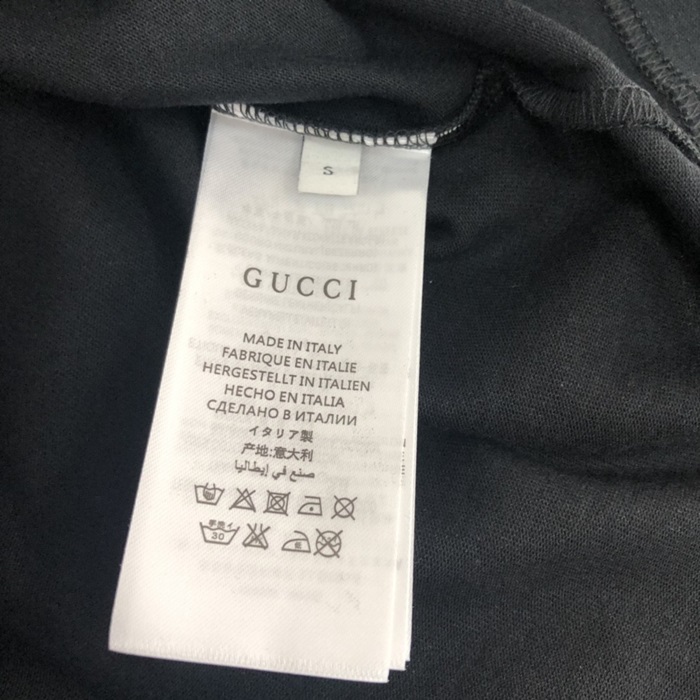 S
GUCCI
MADE IN ITALY
FABRIQUE EN ITALIE
HERGESTELLT IN ITALIEN
HECHO EN ITALIA
СДЕЛАНО В ИТАЛИИ
イタリア製
产地:意大利
صنع في إيطاليا
30